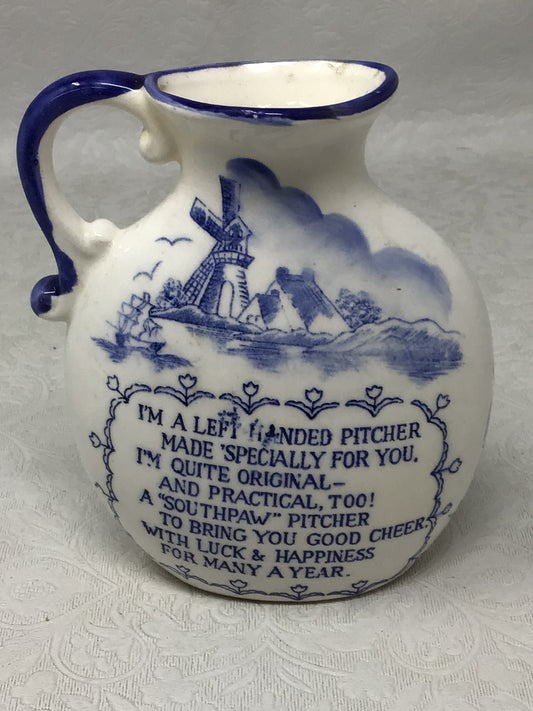 I'M A LEFT HANDED PITCHER
MADE 'SPECIALLY FOR YOU.
I'M QUITE ORIGINAL—
AND PRACTICAL, TOO!
A "SOUTHPAW" PITCHER
TO BRING YOU GOOD CHEER.
WITH LUCK & HAPPINESS
FOR MANY A YEAR.